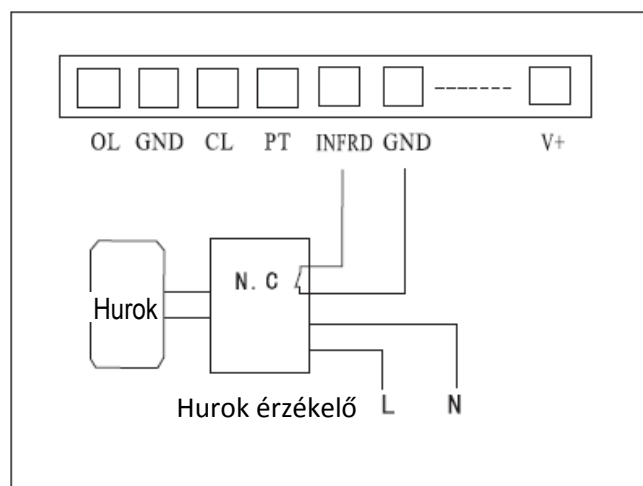 OL GND CL PT INFRD GND V+
N. C
Hurok
Hurok érzékelő L N